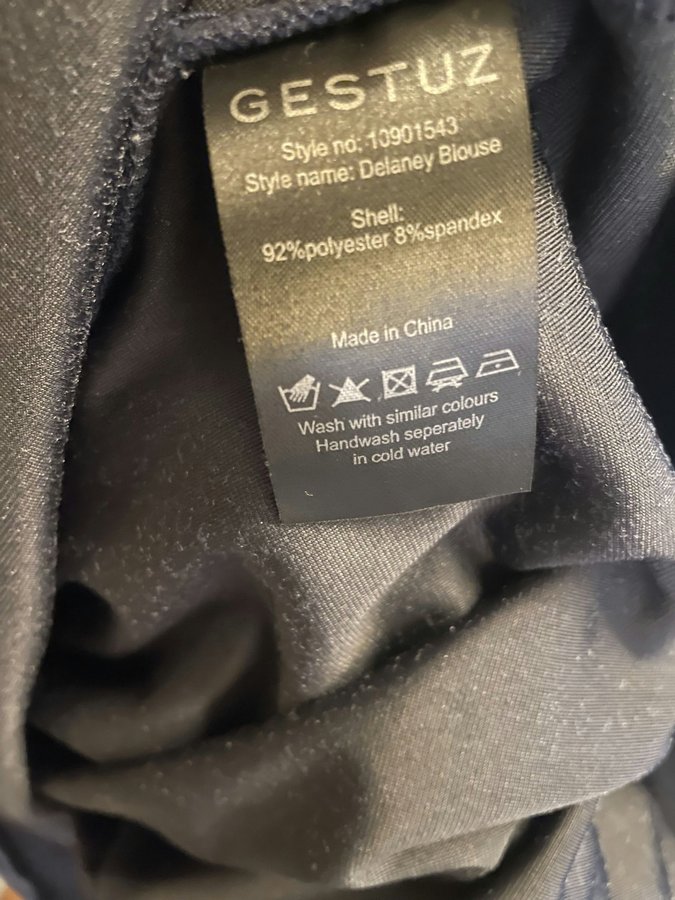 GESTUZ
Style no: 10901543
Style name: Delaney Blouse
Shell:
92%polyester 8%spandex
Made in China
Wash with similar colours
Handwash seperately
in cold water